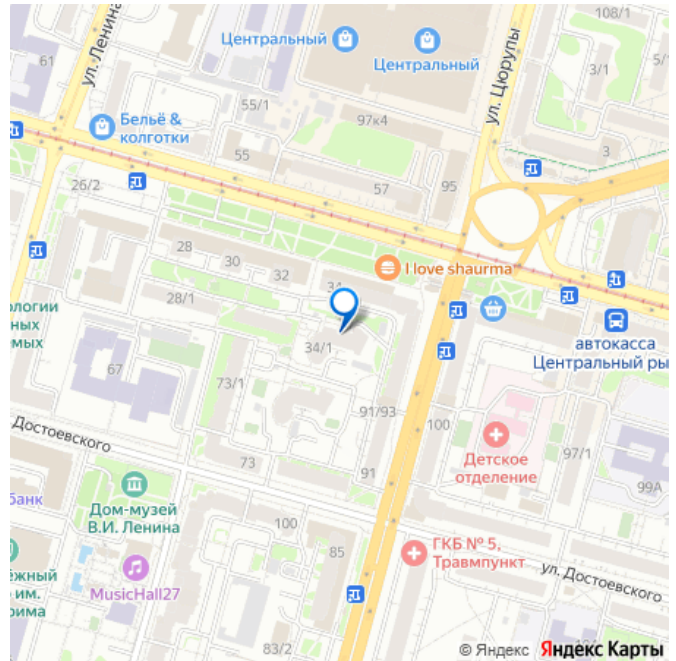 108/1
61
ул. Ленина
Центральный
Центральный
ул. Цюрупы
3/1
5/
Бельё &
колготки
55/1
97к4
55
57
95
3
26/2
28
30
32
34
I love shaurma
28/1
34/1
автокасса
Центральный ры
ологии
ных
емых
67
73/1
91/93
100
Детское
отделение
97/1
99А
Достоевского
73
91
банк
Дом-музей
В.И. Ленина
100
85
ГКБ № 5,
Травмпункт
ул. Достоевского
жный
им.
рима
MusicHall27
83/2
© Яндекс Яндекс Карты